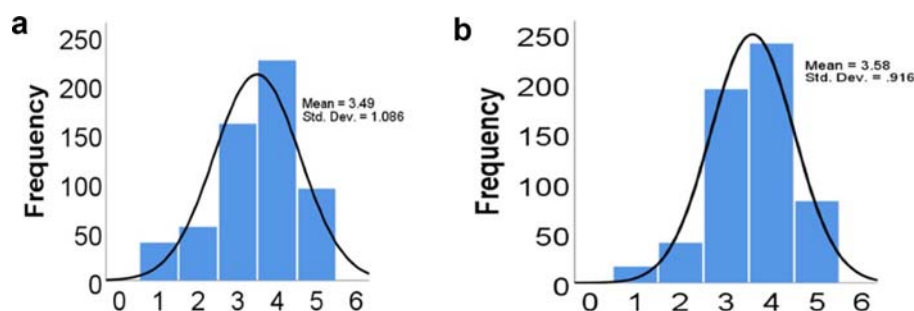 a
Frequency
250
200
150
100
50
0
0 1 2 3 4 5 6
Mean = 3.49
Std. Dev. = 1.086
b
Frequency
250
200
150
100
50
0
0 1 2 3 4 5 6
Mean = 3.58
Std. Dev. = .916